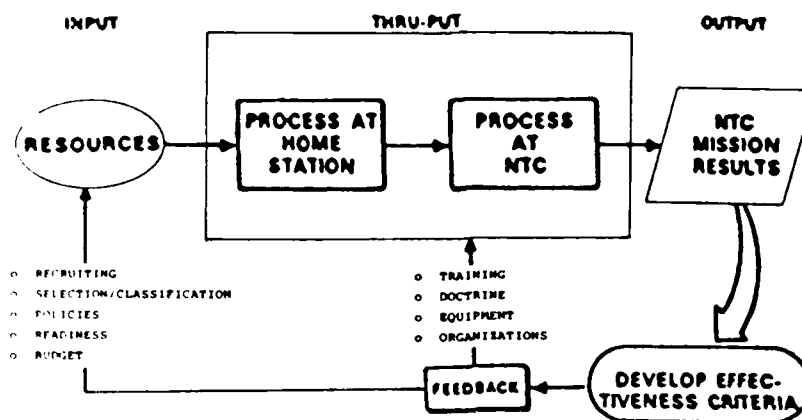 INPUT
THRU-PUT
OUTPUT
RESOURCES
PROCESS AT
HOME
STATION
PROCESS
AT
NTC
NTC
MISSION
RESULTS
o RECRUITING
o SELECTION/CLASSIFICATION
o POLICIES
o READINESS
o BUDGET
o TRAINING
o DOCTRINE
o EQUIPMENT
o ORGANIZATIONS
FEEDBACK
DEVELOP EFFEC-
TIVENESS CRITERIA